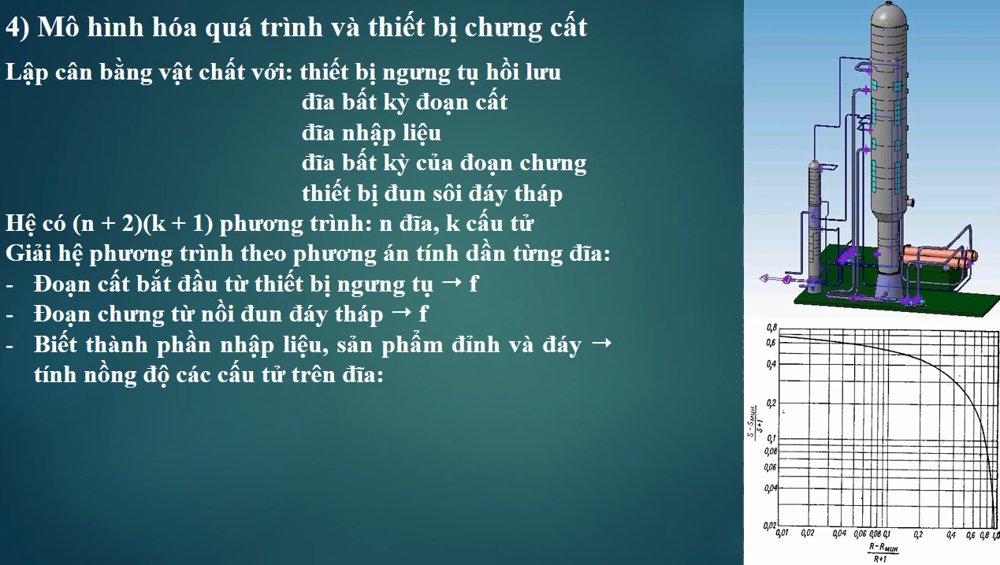 4) Mô hình hóa quá trình và thiết bị chưng cất
Lập cân bằng vật chất với: thiết bị ngưng tụ hồi lưu
đĩa bất kỳ đoạn cất
đĩa nhập liệu
đĩa bất kỳ của đoạn chưng
thiết bị đun sôi đáy tháp
Hệ có (n + 2)(k + 1) phương trình: n đĩa, k cấu tử
Giải hệ phương trình theo phương án tính dần từng đĩa:
- Đoạn cất bắt đầu từ thiết bị ngưng tụ → f
- Đoạn chưng từ nồi đun đáy tháp → f
- Biết thành phần nhập liệu, sản phẩm đỉnh và đáy →
tính nồng độ các cấu tử trên đĩa:
0,8
0,6
0,4
0,2
0,1
0,08
0,06
0,04
0,02
S - Sмин
S+1
0,01 0,02 0,04 0,06 0,08 0,1 0,2 0,4 0,6 0,8 1,0
R - Rмин
R+1